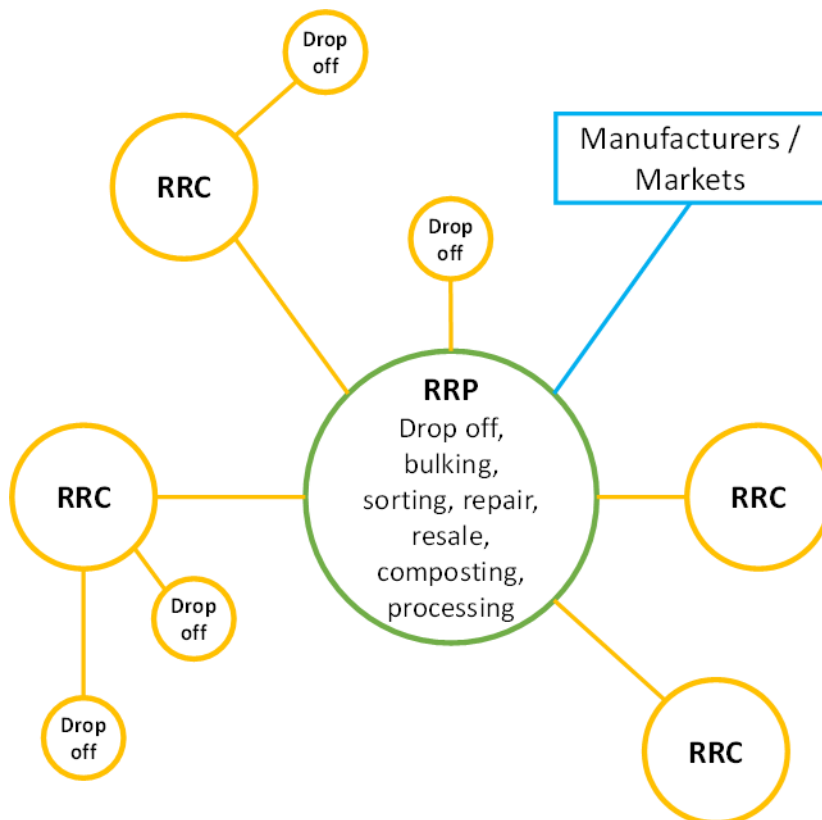 Drop
off
RRC
Manufacturers /
Markets
Drop
off
RRP
Drop off,
bulking,
sorting, repair,
resale,
composting,
processing
RRC
RRC
Drop
off
Drop
off
RRC